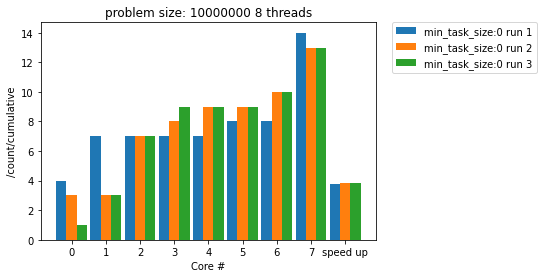 problem size: 10000000 8 threads
min_task_size:0 run 1
min_task_size:0 run 2
min_task_size:0 run 3
/count/cumulative
14
12
10
8
6
4
2
0
0 1 2 3 4 5 6 7 speed up
Core #